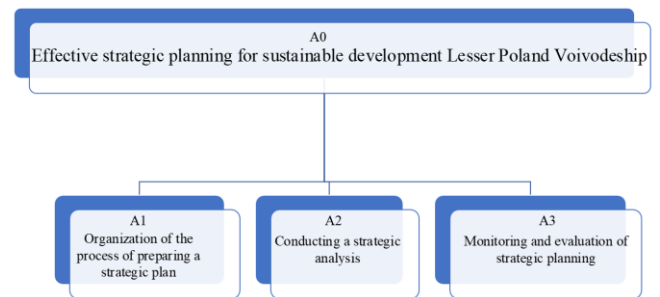 A0
Effective strategic planning for sustainable development Lesser Poland Voivodeship
A1
Organization of the
process of preparing a
strategic plan
A2
Conducting a strategic
analysis
A3
Monitoring and evaluation of
strategic planning